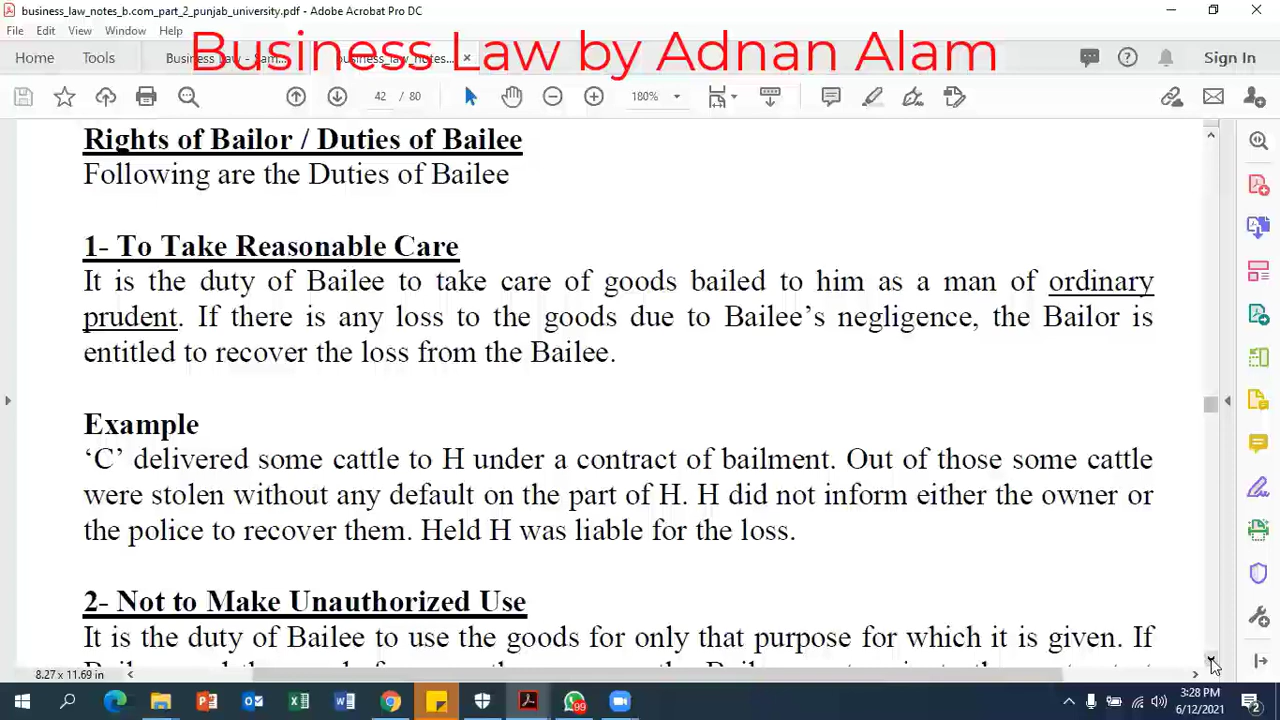 business_law_notes_b.com_part_2_punjab_university.pdf - Adobe Acrobat Pro DC
File Edit View Window Help
Business Law by Adnan Alam
Home Tools Business Law - Sam... business_law_notes... × Sign In
42 / 80 180%
Rights of Bailor / Duties of Bailee
Following are the Duties of Bailee
1- To Take Reasonable Care
It is the duty of Bailee to take care of goods bailed to him as a man of ordinary
prudent. If there is any loss to the goods due to Bailee’s negligence, the Bailor is
entitled to recover the loss from the Bailee.
Example
‘C’ delivered some cattle to H under a contract of bailment. Out of those some cattle
were stolen without any default on the part of H. H did not inform either the owner or
the police to recover them. Held H was liable for the loss.
2- Not to Make Unauthorized Use
It is the duty of Bailee to use the goods for only that purpose for which it is given. If
8.27 x 11.69 in
99
3:28 PM
6/12/2021
2